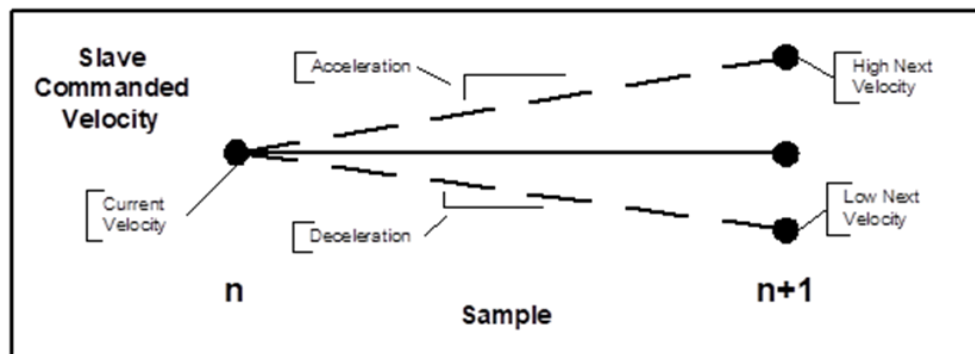 Slave
Commanded
Velocity
Acceleration
High Next
Velocity
Current
Velocity
Deceleration
Low Next
Velocity
n
n+1
Sample